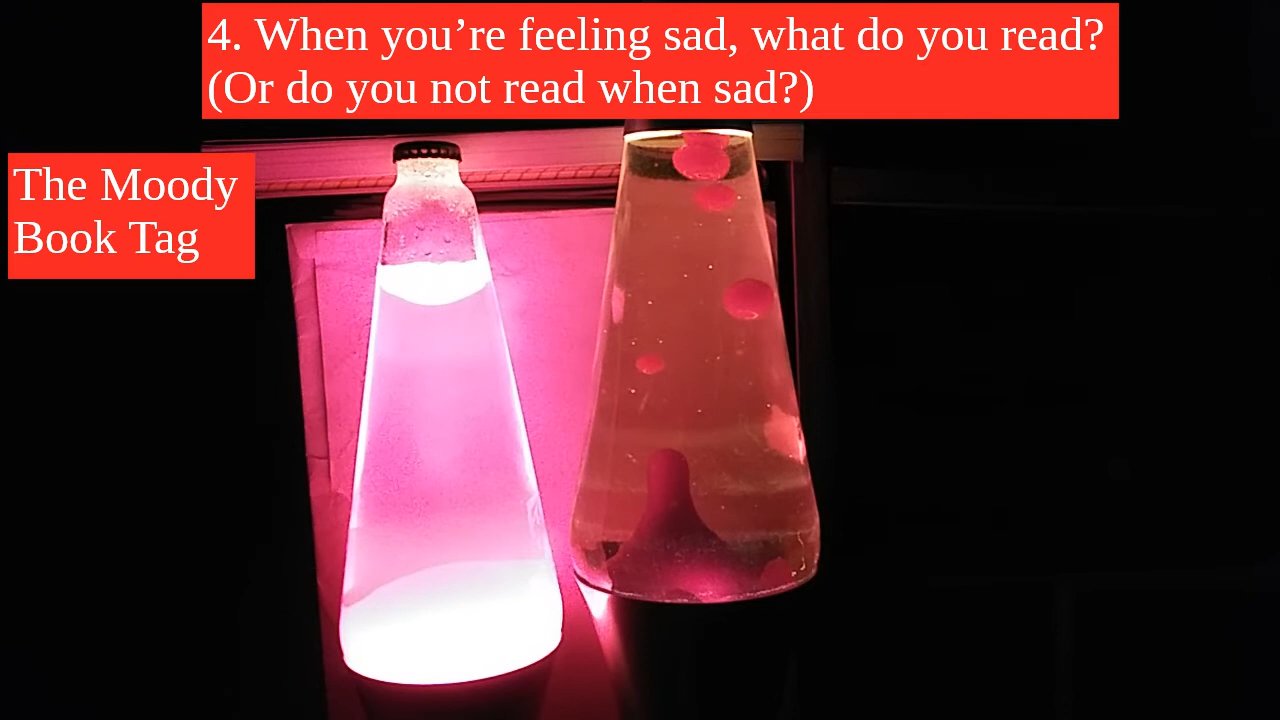 4. When you’re feeling sad, what do you read?
(Or do you not read when sad?)
The Moody
Book Tag